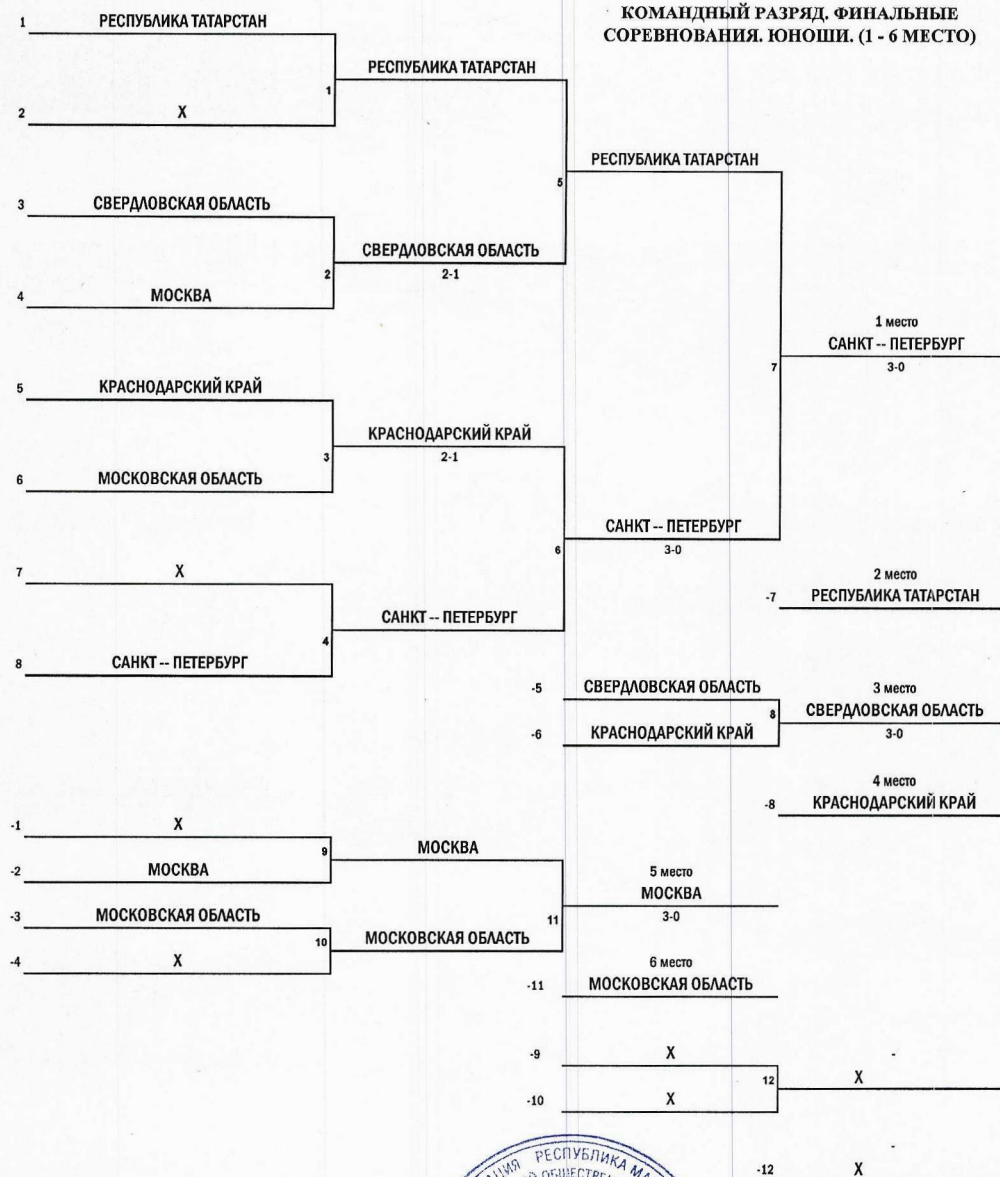 КОМАНДНЫЙ РАЗРЯД. ФИНАЛЬНЫЕ
СОРЕВНОВАНИЯ. ЮНОШИ. (1 - 6 МЕСТО)
1 РЕСПУБЛИКА ТАТАРСТАН
1 РЕСПУБЛИКА ТАТАРСТАН
2 X
5 РЕСПУБЛИКА ТАТАРСТАН
3 СВЕРДЛОВСКАЯ ОБЛАСТЬ
2 СВЕРДЛОВСКАЯ ОБЛАСТЬ
2-1
4 МОСКВА
1 место
7 САНКТ -- ПЕТЕРБУРГ
3-0
5 КРАСНОДАРСКИЙ КРАЙ
3 КРАСНОДАРСКИЙ КРАЙ
2-1
6 МОСКОВСКАЯ ОБЛАСТЬ
6 САНКТ -- ПЕТЕРБУРГ
3-0
7 X
4 САНКТ -- ПЕТЕРБУРГ
8 САНКТ -- ПЕТЕРБУРГ
2 место
-7 РЕСПУБЛИКА ТАТАРСТАН
-5 СВЕРДЛОВСКАЯ ОБЛАСТЬ
3 место
8 СВЕРДЛОВСКАЯ ОБЛАСТЬ
3-0
-6 КРАСНОДАРСКИЙ КРАЙ
4 место
-8 КРАСНОДАРСКИЙ КРАЙ
-1 X
9 МОСКВА
-2 МОСКВА
5 место
11 МОСКВА
3-0
-3 МОСКОВСКАЯ ОБЛАСТЬ
10 МОСКОВСКАЯ ОБЛАСТЬ
-4 X
6 место
-11 МОСКОВСКАЯ ОБЛАСТЬ
-9 X
-
12 X
-10 X
-12 X
РЕСПУБЛИКА